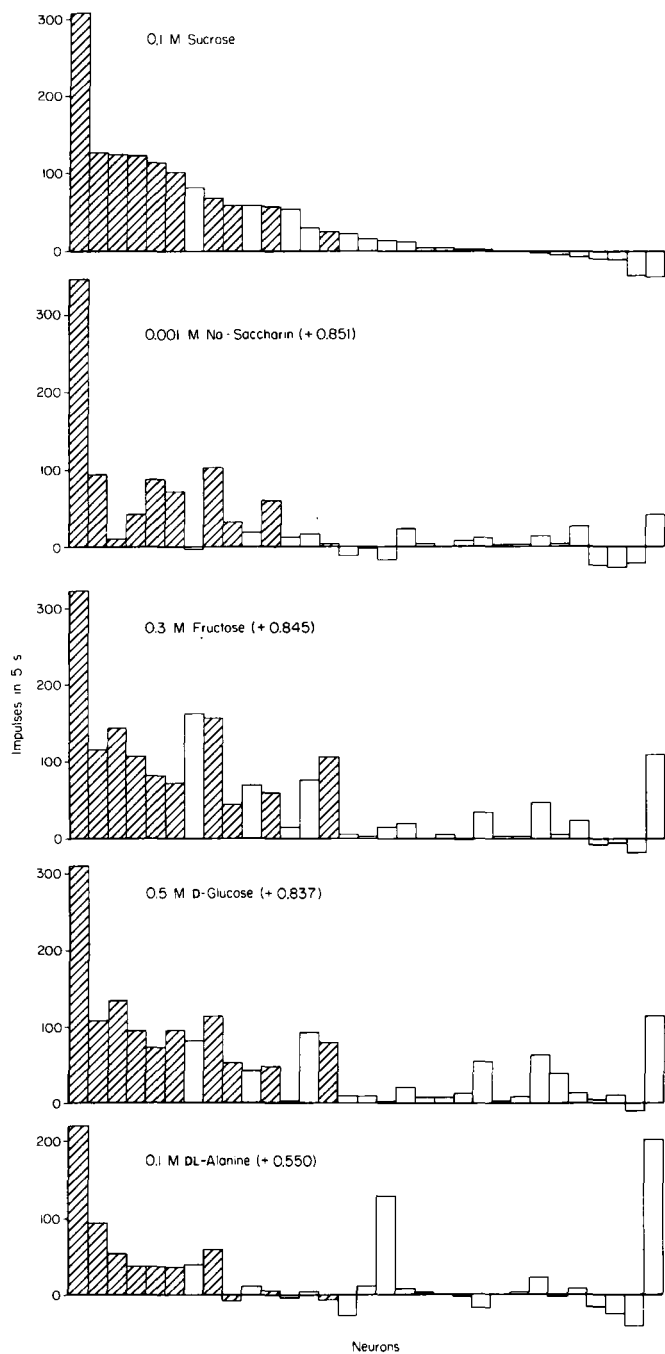 300
0.1 M Sucrose
200
100
0
300
0.001 M Na-Saccharin (+ 0.851)
200
100
0
300
0.3 M Fructose (+ 0.845)
200
100
0
Impulses in 5 s
300
0.5 M D-Glucose (+ 0.837)
200
100
0
200
0.1 M DL-Alanine (+ 0.550)
100
0
Neurons